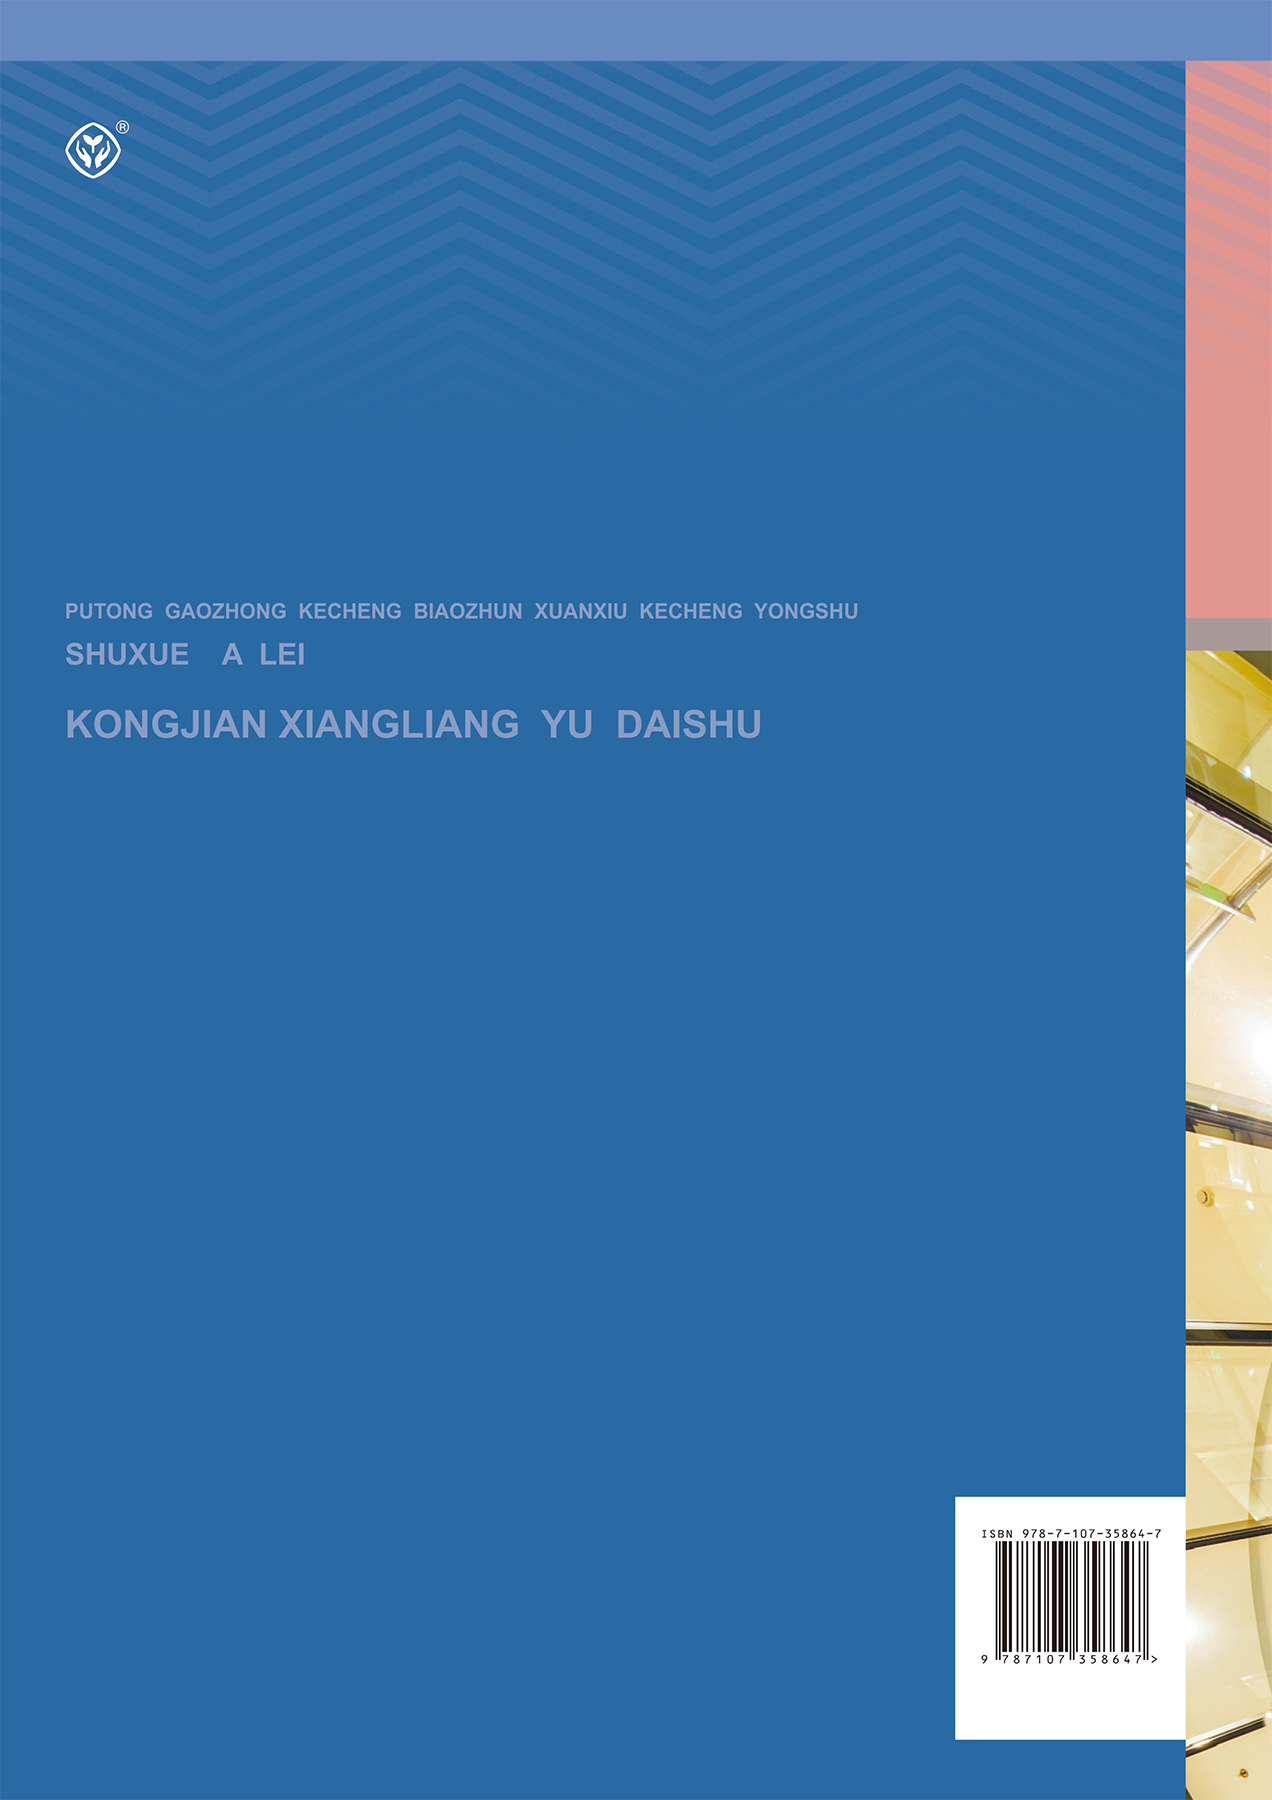 ®
PUTONG GAOZHONG KECHENG BIAOZHUN XUANXIU KECHENG YONGSHU
SHUXUE A LEI
KONGJIAN XIANGLIANG YU DAISHU
ISBN 978-7-107-35864-7
9 787107 358647 >